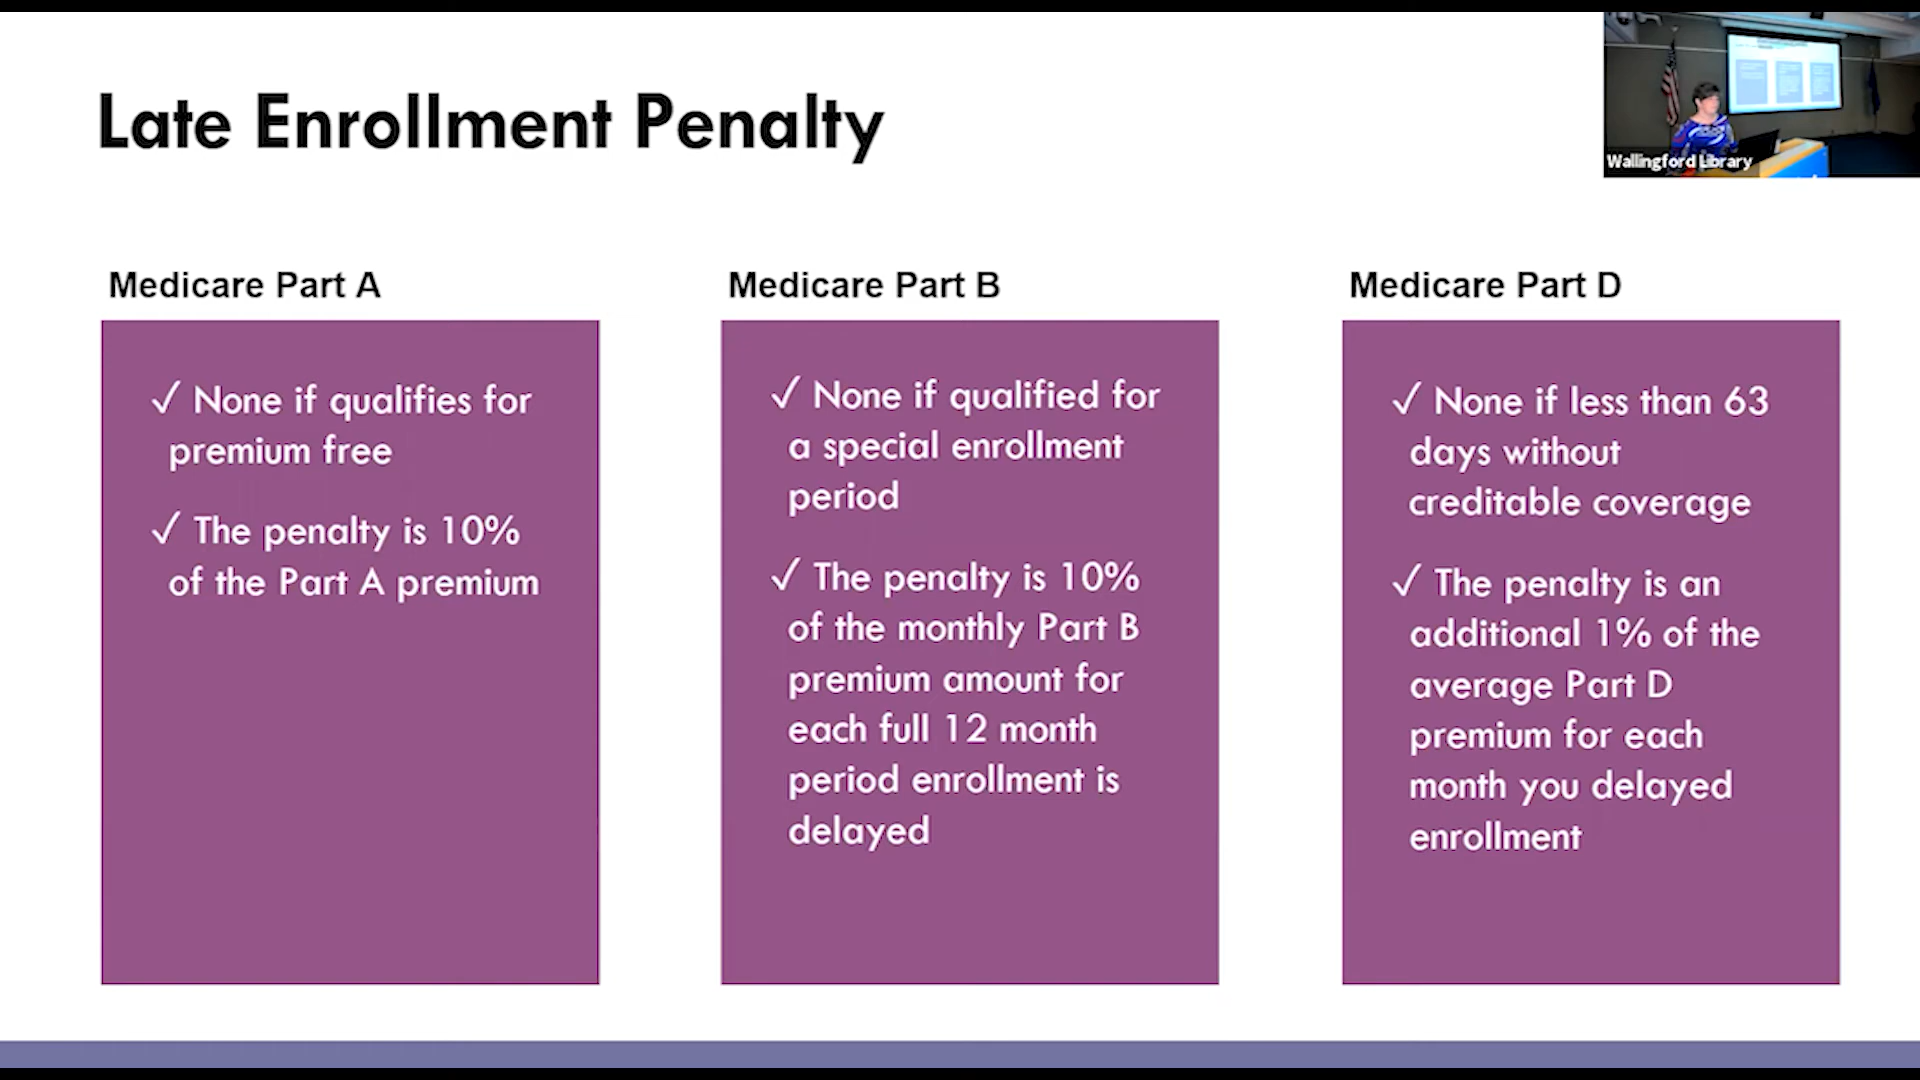 Late Enrollment Penalty
Wallingford Library
Medicare Part A
✓ None if qualifies for
premium free
✓ The penalty is 10%
of the Part A premium
Medicare Part B
✓ None if qualified for
a special enrollment
period
✓ The penalty is 10%
of the monthly Part B
premium amount for
each full 12 month
period enrollment is
delayed
Medicare Part D
✓ None if less than 63
days without
creditable coverage
✓ The penalty is an
additional 1% of the
average Part D
premium for each
month you delayed
enrollment